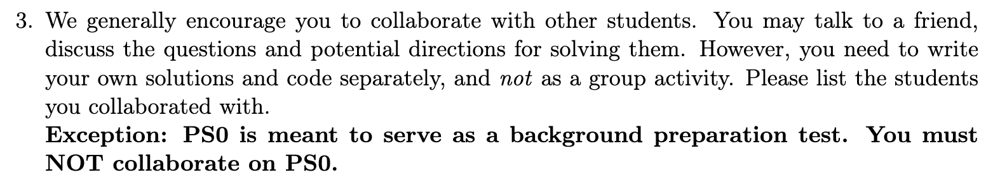 3. We generally encourage you to collaborate with other students. You may talk to a friend,
discuss the questions and potential directions for solving them. However, you need to write
your own solutions and code separately, and not as a group activity. Please list the students
you collaborated with.
Exception: PS0 is meant to serve as a background preparation test. You must
NOT collaborate on PS0.